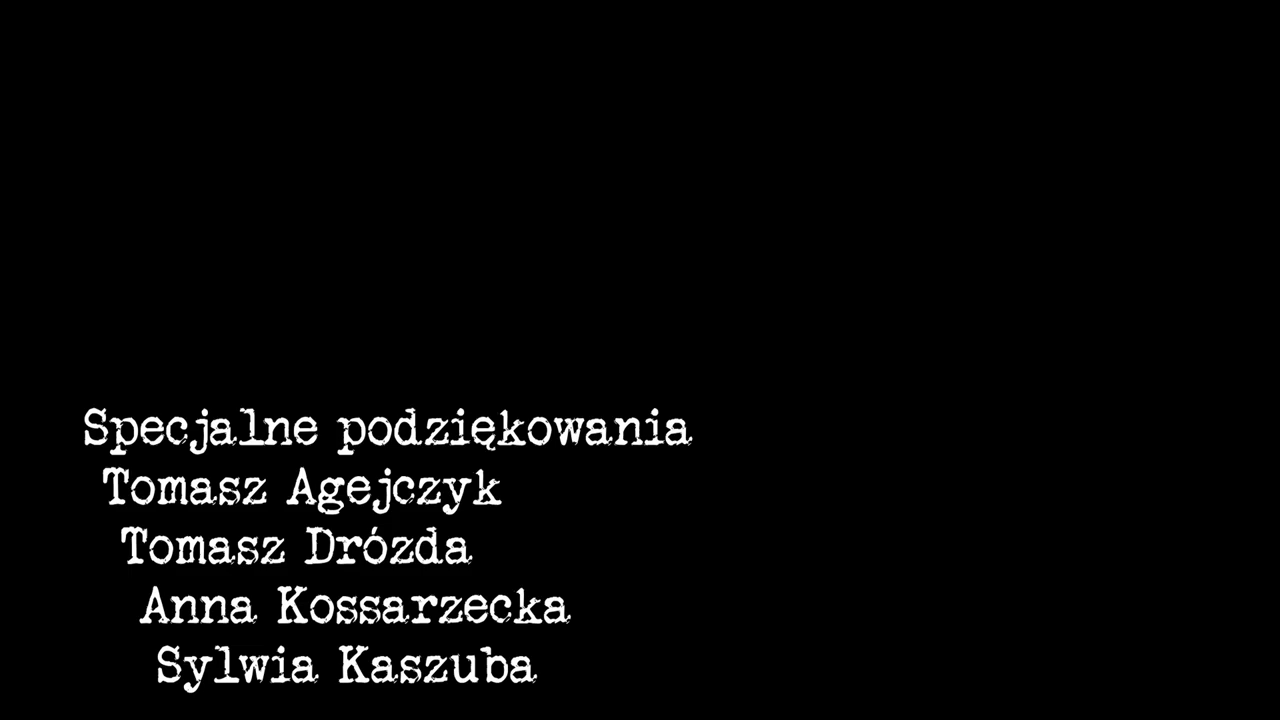 Specjalne podziękowania
Tomasz Agejczyk
Tomasz Drózda
Anna Kossarzecka
Sylwia Kaszuba